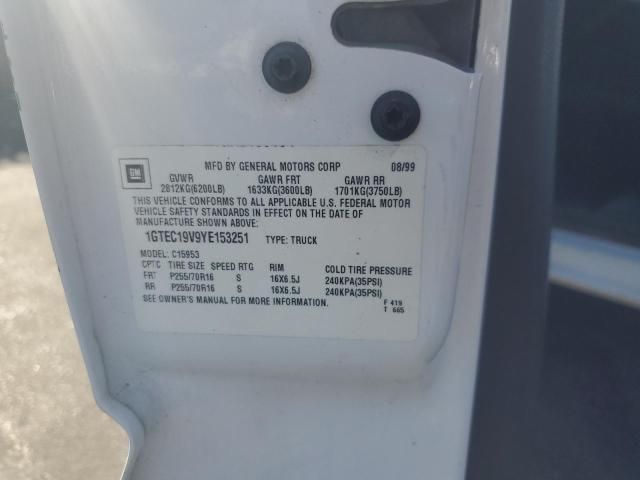 GM
MFD BY GENERAL MOTORS CORP 08/99
GVWR GAWR FRT GAWR RR
2812KG(6200LB) 1633KG(3600LB) 1701KG(3750LB)
THIS VEHICLE CONFORMS TO ALL APPLICABLE U.S. FEDERAL MOTOR
VEHICLE SAFETY STANDARDS IN EFFECT ON THE DATE OF
MANUFACTURE SHOWN ABOVE.
1GTEC19V9YE153251 TYPE: TRUCK
MODEL: C15953
CPTC TIRE SIZE SPEED RTG RIM COLD TIRE PRESSURE
FRT P255/70R16 S 16X6.5J 240KPA(35PSI)
RR P255/70R16 S 16X6.5J 240KPA(35PSI)
SEE OWNER'S MANUAL FOR MORE INFORMATION.
F 419
T 665